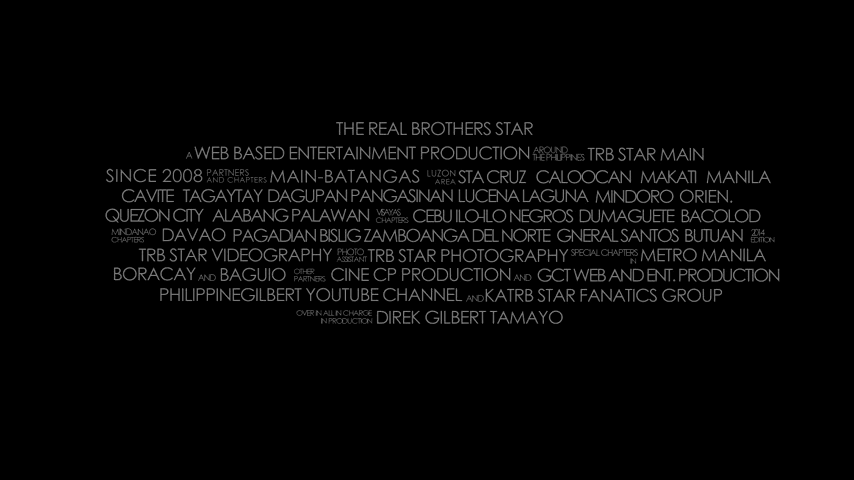 THE REAL BROTHERS STAR
A WEB BASED ENTERTAINMENT PRODUCTION AROUND THE PHILIPPINES TRB STAR MAIN
SINCE 2008 PARTNERS AND CHAPTERS MAIN-BATANGAS LUZON AREA STA CRUZ CALOOCAN MAKATI MANILA
CAVITE TAGAYTAY DAGUPAN PANGASINAN LUCENA LAGUNA MINDORO ORIEN.
QUEZON CITY ALABANG PALAWAN VISAYAS CHAPTERS CEBU ILO-ILO NEGROS DUMAGUETE BACOLOD
MINDANAO CHAPTERS DAVAO PAGADIAN BISLIG ZAMBOANGA DEL NORTE GNERAL SANTOS BUTUAN 2014 EDITION
TRB STAR VIDEOGRAPHY PHOTO ASSISTANT TRB STAR PHOTOGRAPHY SPECIAL CHAPTERS IN METRO MANILA
BORACAY AND BAGUIO OTHER PARTNERS CINE CP PRODUCTION AND GCT WEB AND ENT. PRODUCTION
PHILIPPINEGILBERT YOUTUBE CHANNEL AND KATRB STAR FANATICS GROUP
OVER IN ALL IN CHARGE IN PRODUCTION DIREK GILBERT TAMAYO